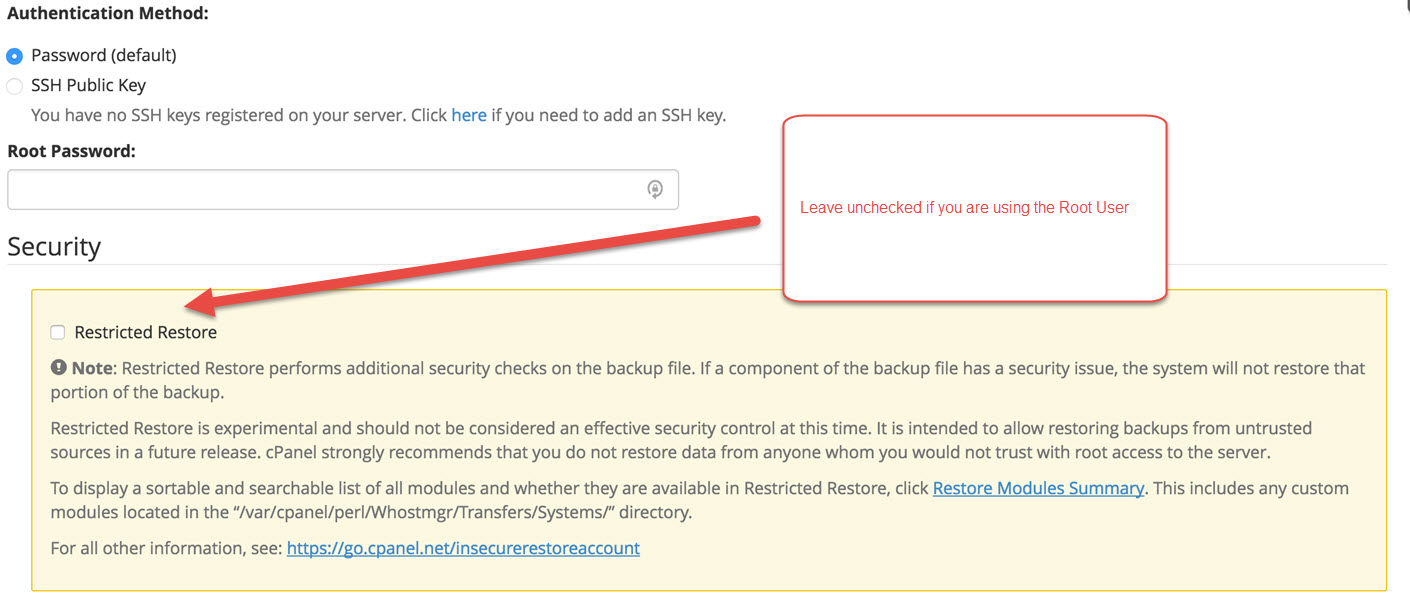 Authentication Method:
Password (default)
SSH Public Key
You have no SSH keys registered on your server. Click here if you need to add an SSH key.
Root Password:
Leave unchecked if you are using the Root User
Security
Restricted Restore
Note: Restricted Restore performs additional security checks on the backup file. If a component of the backup file has a security issue, the system will not restore that
portion of the backup.
Restricted Restore is experimental and should not be considered an effective security control at this time. It is intended to allow restoring backups from untrusted
sources in a future release. cPanel strongly recommends that you do not restore data from anyone whom you would not trust with root access to the server.
To display a sortable and searchable list of all modules and whether they are available in Restricted Restore, click Restore Modules Summary. This includes any custom
modules located in the “/var/cpanel/perl/Whostmgr/Transfers/Systems/” directory.
For all other information, see: https://go.cpanel.net/insecurerestoreaccount